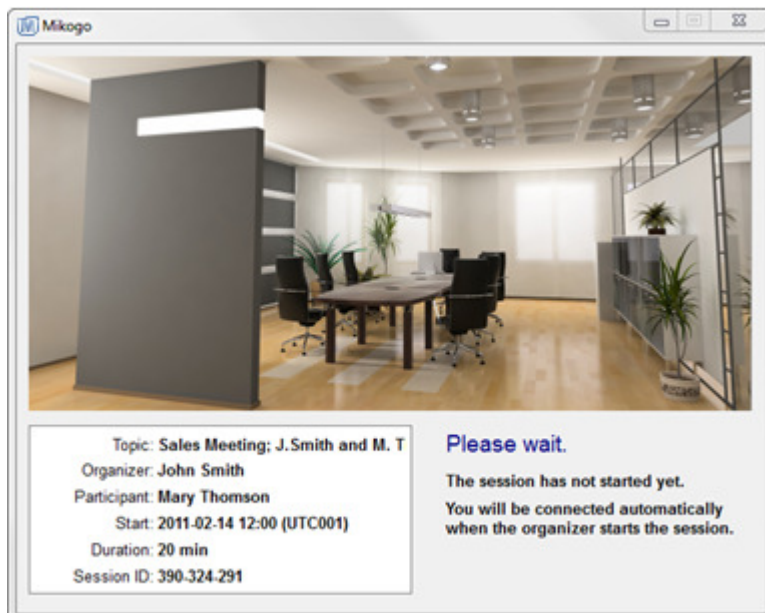 Mikogo
Topic: Sales Meeting; J.Smith and M. T
Organizer: John Smith
Participant: Mary Thomson
Start: 2011-02-14 12:00 (UTC001)
Duration: 20 min
Session ID: 390-324-291
Please wait.
The session has not started yet.
You will be connected automatically
when the organizer starts the session.